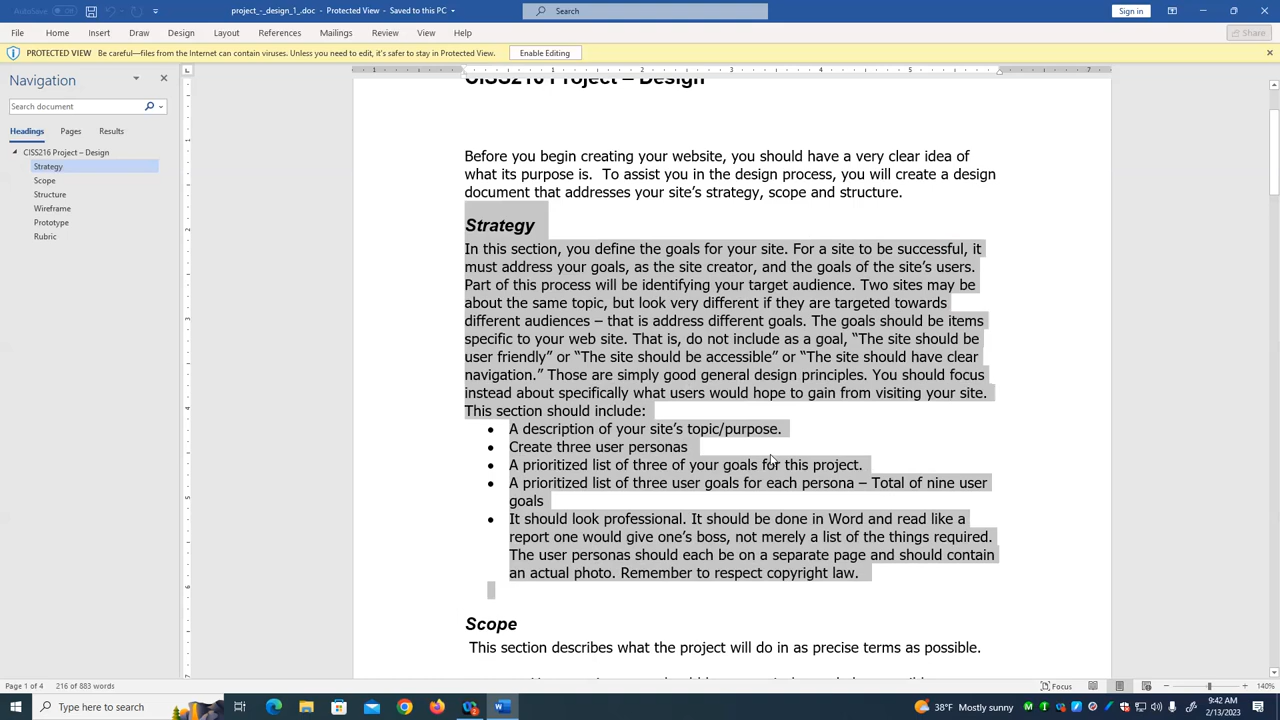 AutoSave Off
project_-_design_1.doc - Protected View • Saved to this PC
Search
Sign in
File Home Insert Draw Design Layout References Mailings Review View Help
Share
PROTECTED VIEW Be careful—files from the Internet can contain viruses. Unless you need to edit, it's safer to stay in Protected View.
Enable Editing
Navigation
Search document
Headings Pages Results
CISS216 Project – Design
Strategy
Scope
Structure
Wireframe
Prototype
Rubric
CISS216 Project – Design
Before you begin creating your website, you should have a very clear idea of
what its purpose is.  To assist you in the design process, you will create a design
document that addresses your site's strategy, scope and structure.
Strategy
In this section, you define the goals for your site. For a site to be successful, it
must address your goals, as the site creator, and the goals of the site's users.
Part of this process will be identifying your target audience. Two sites may be
about the same topic, but look very different if they are targeted towards
different audiences – that is address different goals. The goals should be items
specific to your web site. That is, do not include as a goal, “The site should be
user friendly” or “The site should be accessible” or “The site should have clear
navigation.” Those are simply good general design principles. You should focus
instead about specifically what users would hope to gain from visiting your site.
This section should include:
• A description of your site's topic/purpose.
• Create three user personas
• A prioritized list of three of your goals for this project.
• A prioritized list of three user goals for each persona – Total of nine user
goals
• It should look professional. It should be done in Word and read like a
report one would give one's boss, not merely a list of the things required.
The user personas should each be on a separate page and should contain
an actual photo. Remember to respect copyright law.
Scope
This section describes what the project will do in as precise terms as possible.
Page 1 of 4 216 of 883 words
Focus
140%
Type here to search
38°F Mostly sunny
9:42 AM
2/13/2023